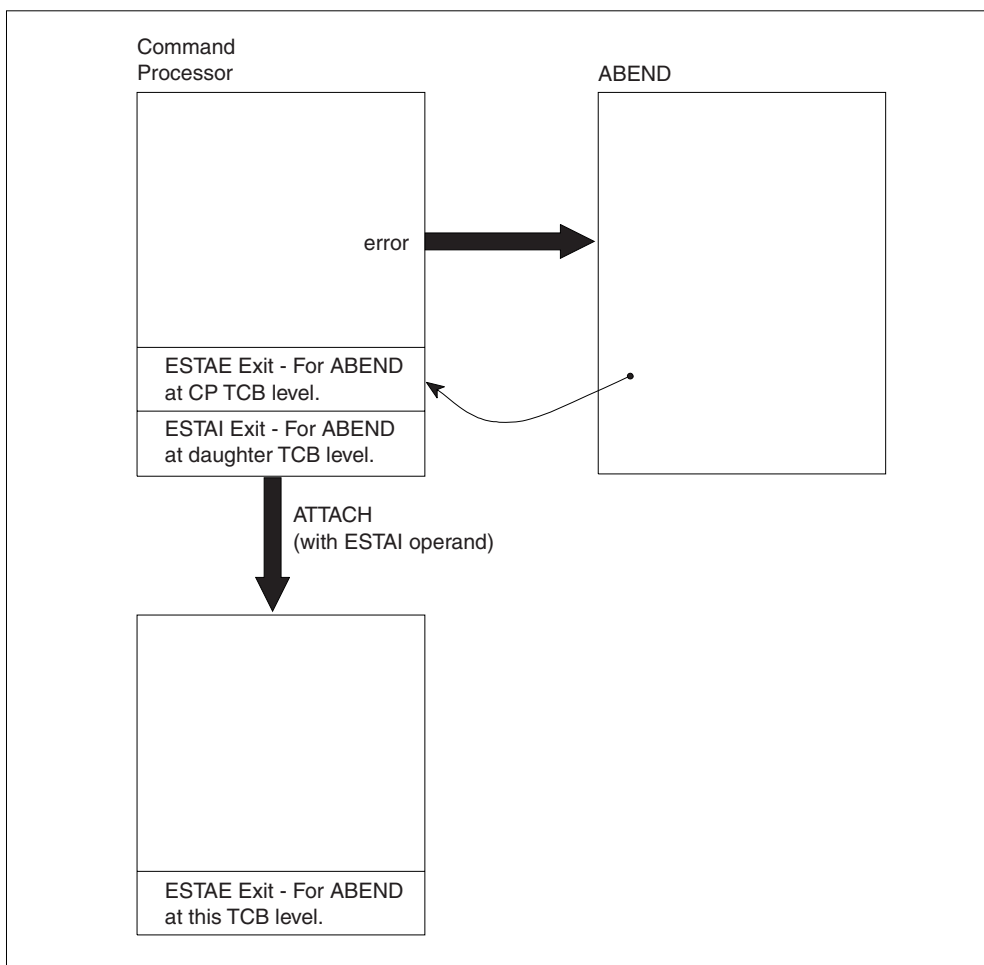 Command
Processor
ABEND
error
ESTAE Exit - For ABEND
at CP TCB level.
ESTAI Exit - For ABEND
at daughter TCB level.
ATTACH
(with ESTAI operand)
ESTAE Exit - For ABEND
at this TCB level.